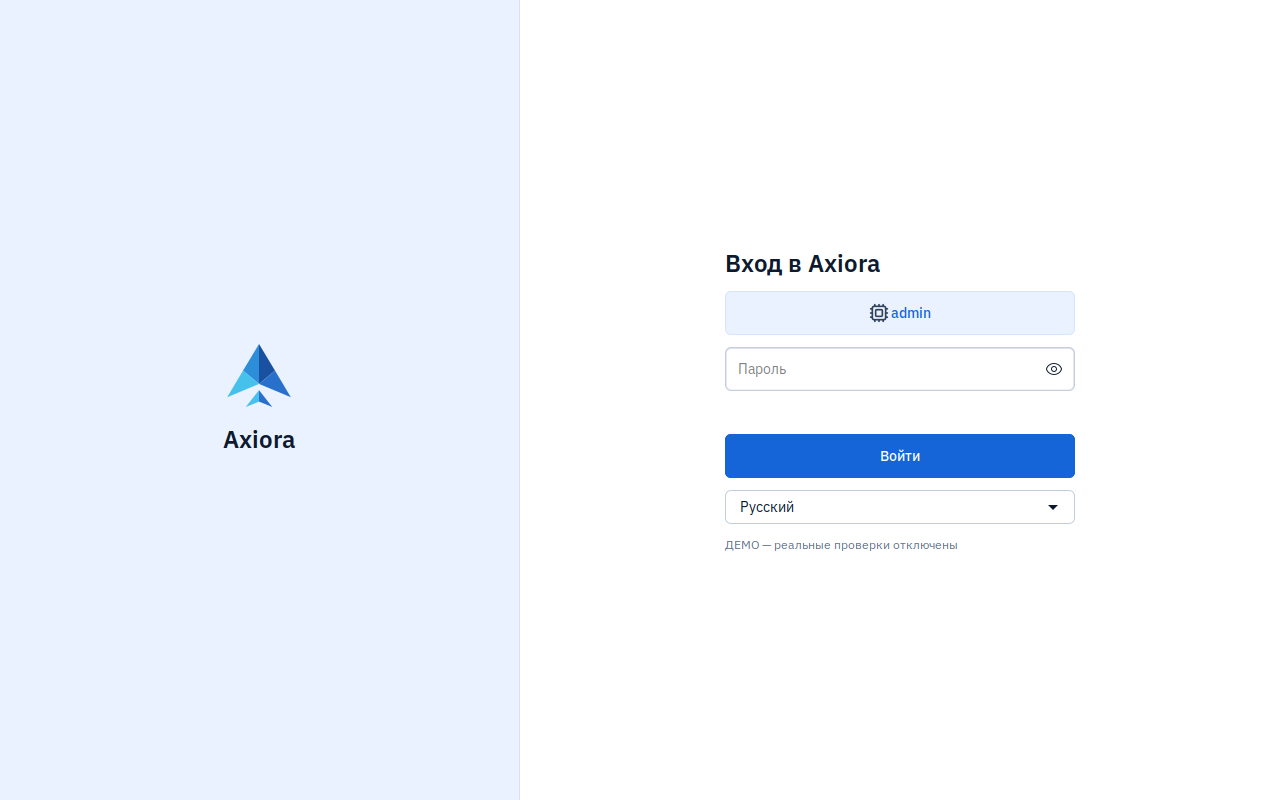 Axiora
Вход в Axiora
admin
Пароль
Войти
Русский
ДЕМО — реальные проверки отключены